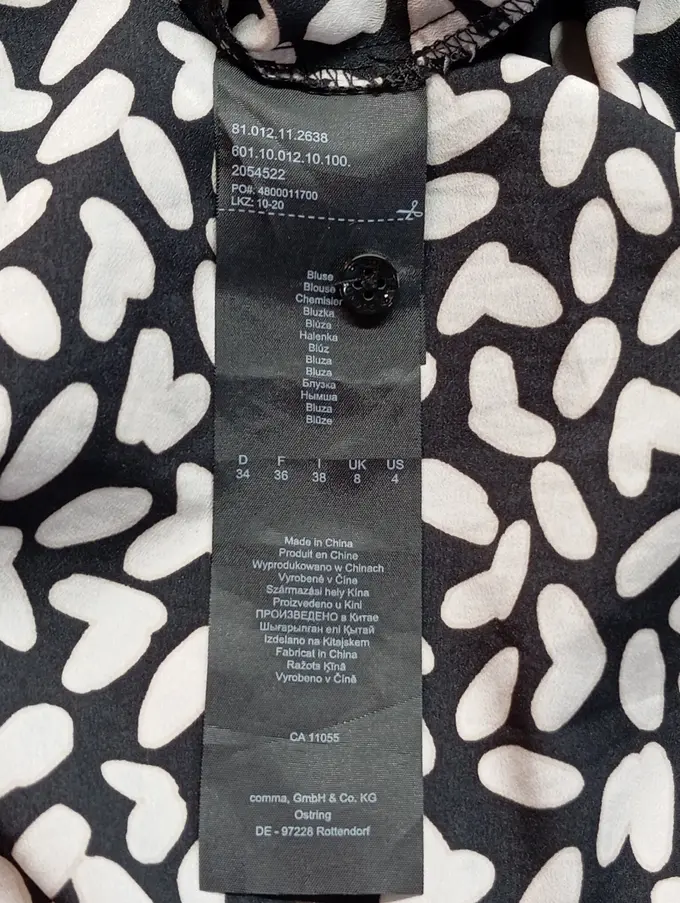 81.012.11.2638
601.10.012.10.100.
2054522
PO#: 4800011700
LKZ: 10-20
Bluse
Blouse
Chemisier
Bluzka
Blúza
Halenka
Blúz
Bluza
Bluza
Блузка
Нымша
Bluza
Blūze
D F I UK US
34 36 38 8 4
Made in China
Produit en Chine
Wyprodukowano w Chinach
Vyrobené v Číne
Származási hely Kína
Proizvedeno u Kini
ПРОИЗВЕДЕНО в Китае
Шығарылған елі Қытай
Izdelano na Kitajskem
Fabricat in China
Ražots Ķīnā
Vyrobeno v Číně
CA 11055
comma, GmbH & Co. KG
Ostring
DE - 97228 Rottendorf